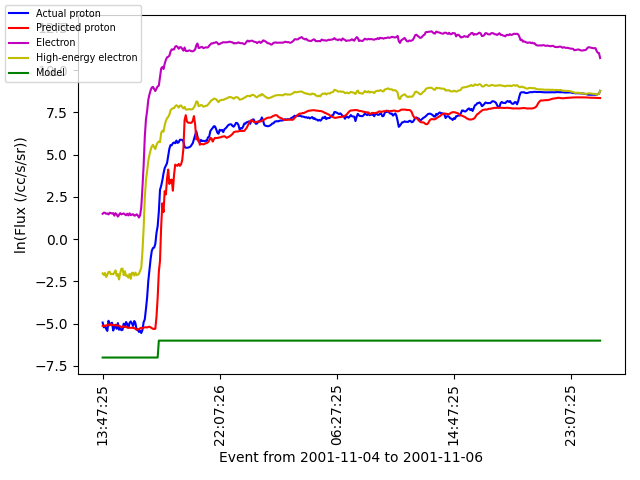 Actual proton
Predicted proton
Electron
High-energy electron
Model
7.5
5.0
2.5
0.0
−2.5
−5.0
−7.5
ln(Flux (/cc/s/sr))
13:47:25
22:07:26
06:27:25
14:47:25
23:07:25
Event from 2001-11-04 to 2001-11-06